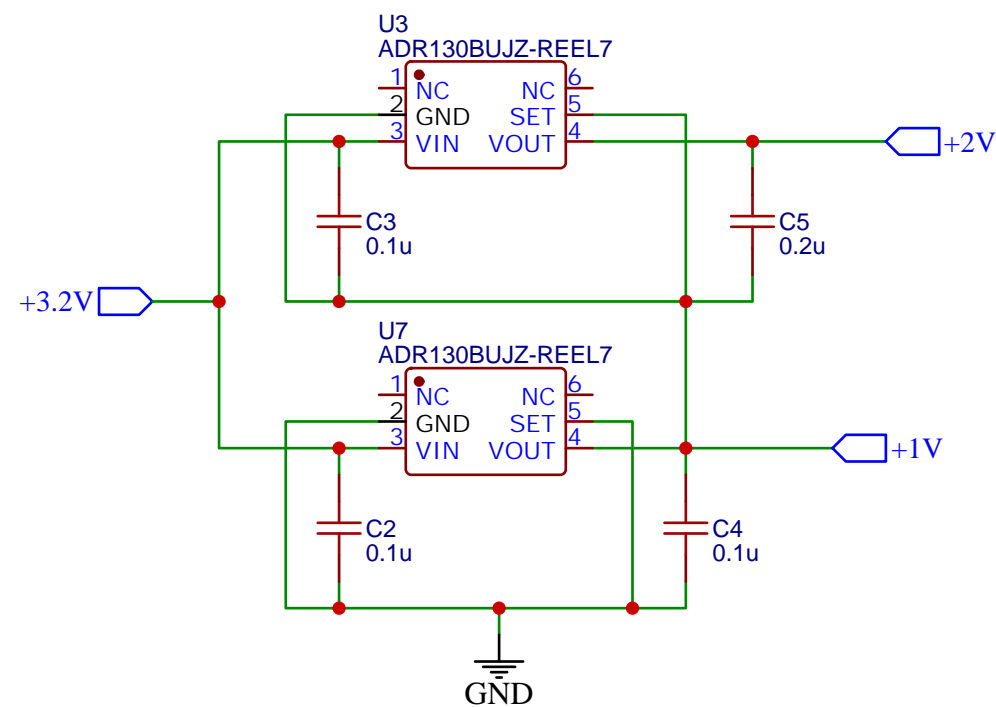 U3
ADR130BUJZ-REEL7
1 NC NC 6
2 GND SET 5
3 VIN VOUT 4
+2V
C3
0.1u
C5
0.2u
+3.2V
U7
ADR130BUJZ-REEL7
1 NC NC 6
2 GND SET 5
3 VIN VOUT 4
+1V
C2
0.1u
C4
0.1u
GND